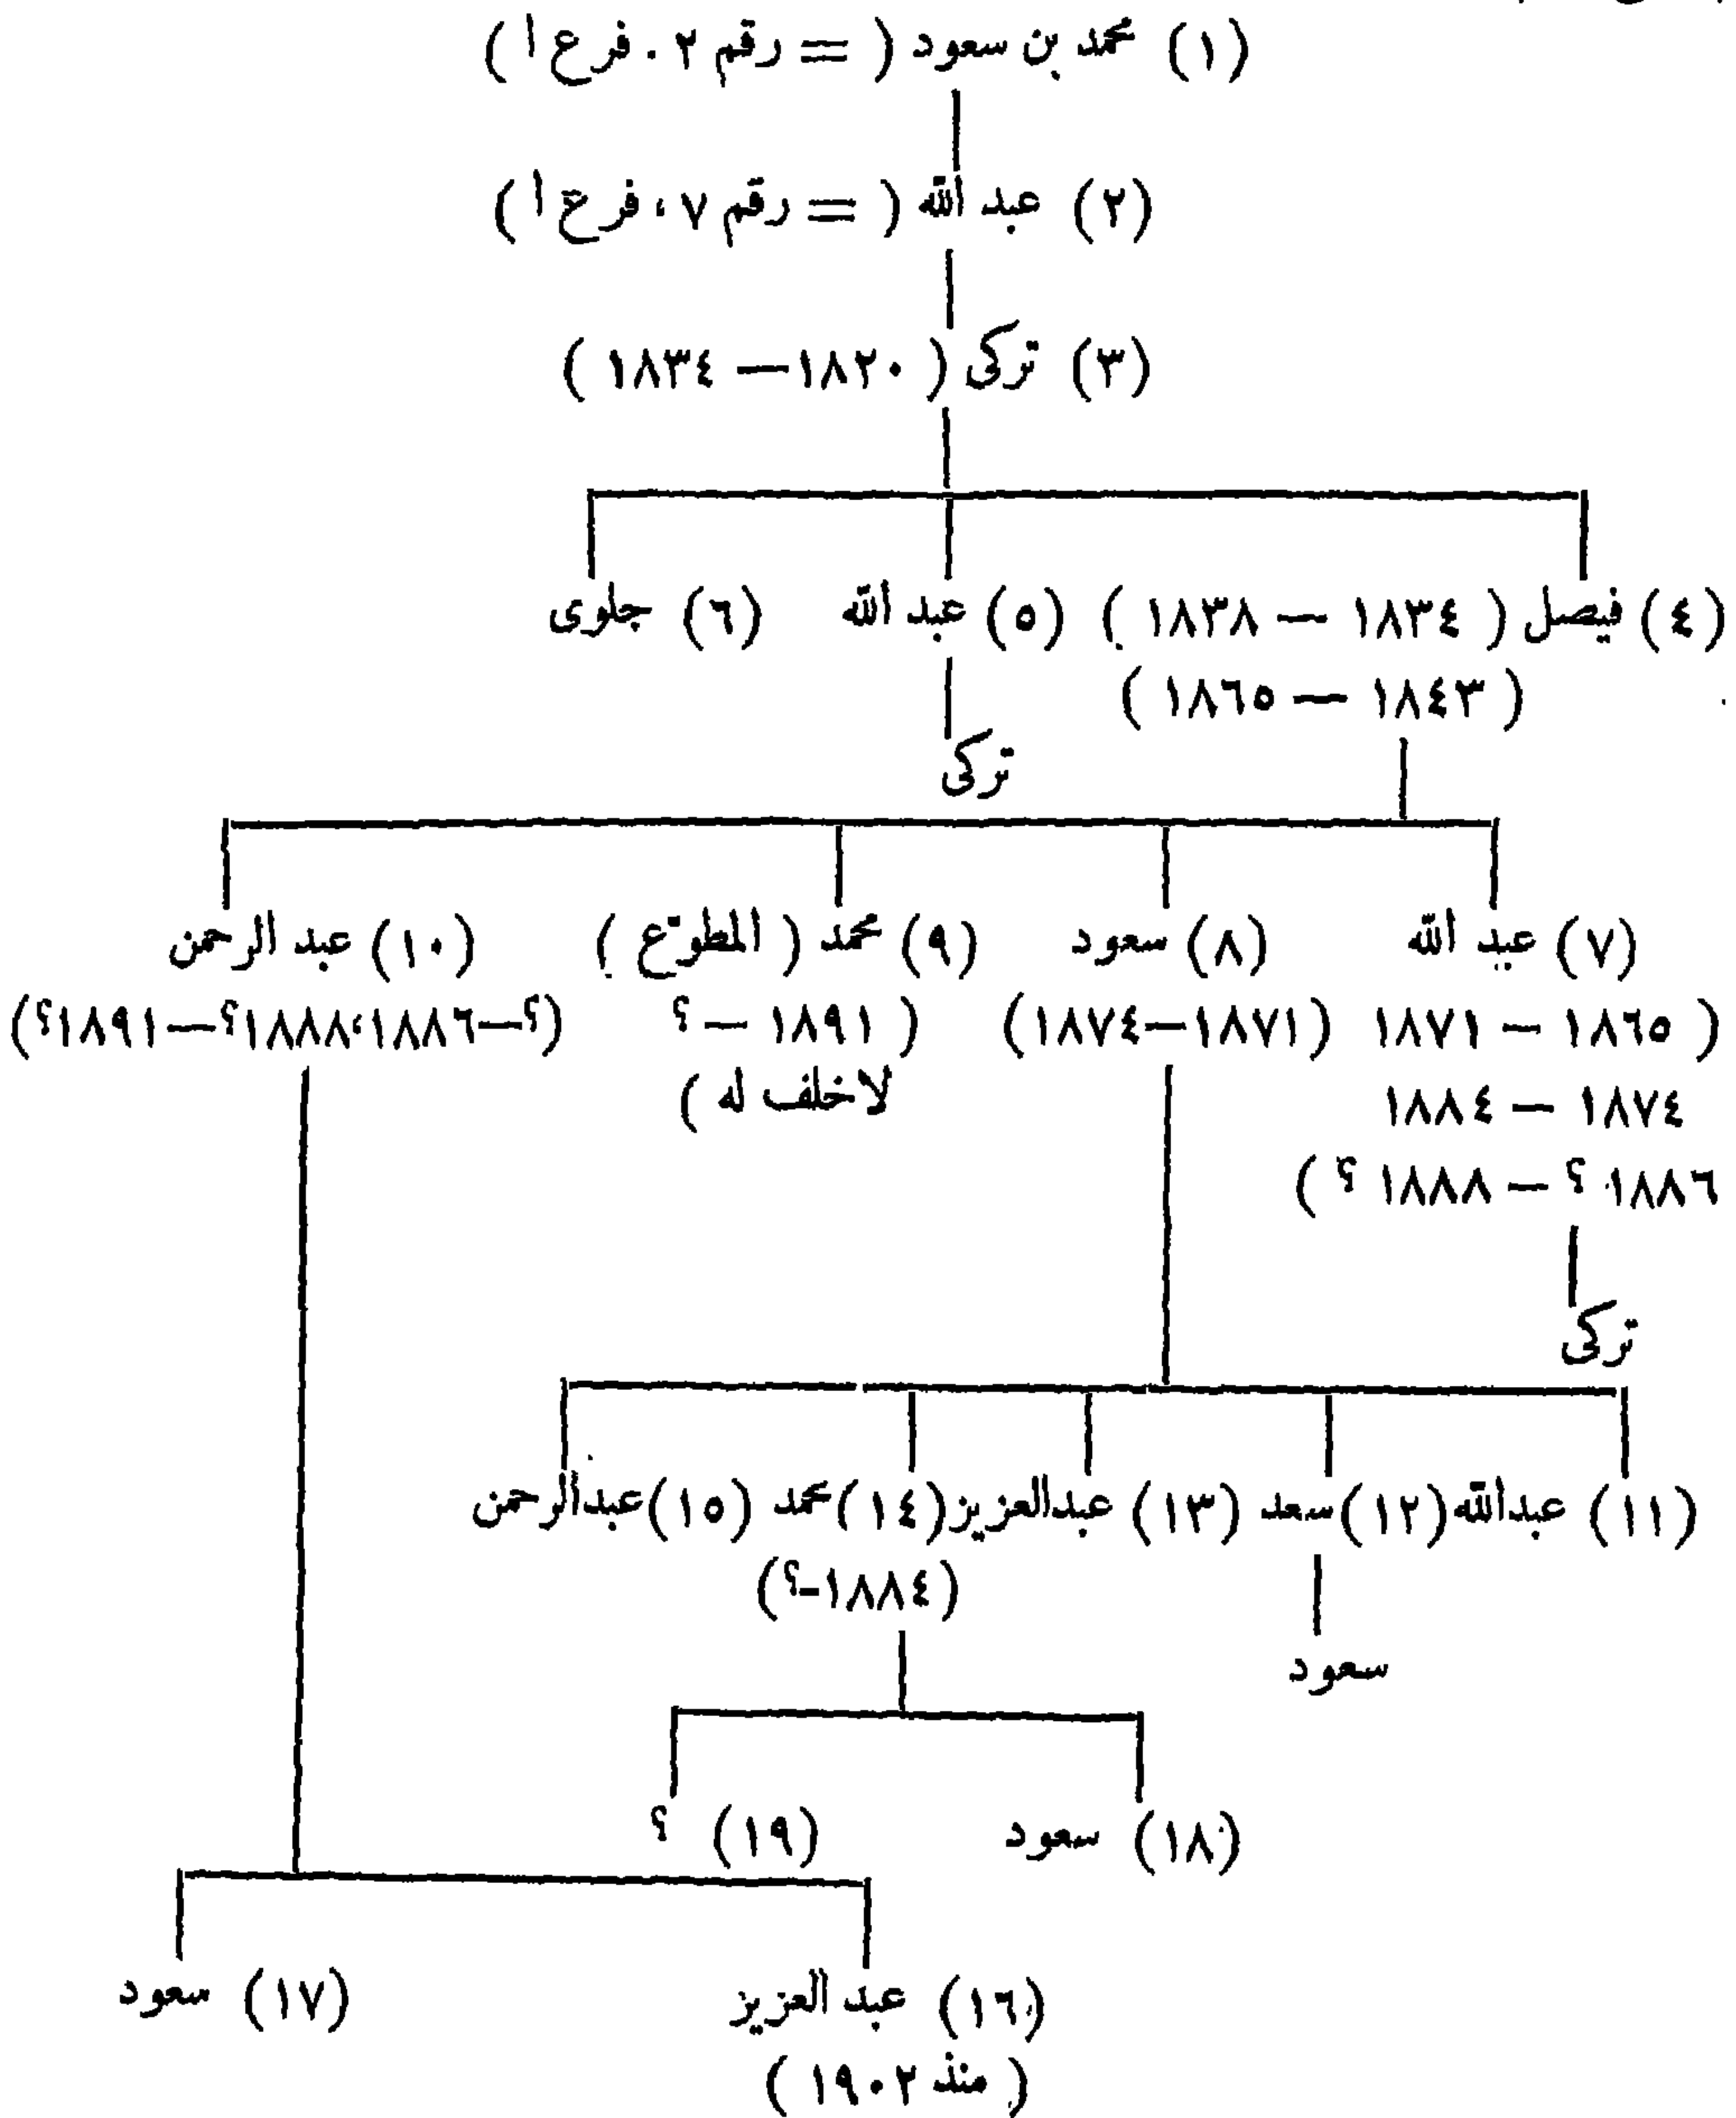 (١) محمد بن سعود ( = رقم ٢ . فرع ا )
(٢) عبد الله ( = رقم ٧ ، فرع ا )
(٣) تركى ( ١٨٢٠ — ١٨٣٤ )
(٤) فيصل ( ١٨٣٤ — ١٨٣٨ ) (٥) عبد الله (٦) جلوى
( ١٨٤٣ — ١٨٦٥ )
تركى
(٧) عبد الله (٨) سعود (٩) محمد ( المطوّع ) (١٠) عبد الرحمن
( ١٨٦٥ — ١٨٧١ (١٨٧١—١٨٧٤) ( ١٨٩١ — ؟ (؟—١٨٨٦،١٨٨٨؟—١٨٩١؟)
١٨٧٤ — ١٨٨٤ لا خلف له )
١٨٨٦ ؟ — ١٨٨٨ ؟ )
تركى
(١١) عبدالله (١٢) سعد (١٣) عبدالعزيز (١٤) محمد (١٥) عبدالرحمن
(١٨٨٤-؟)
سعود
(١٨) سعود (١٩) ؟
(١٦) عبد العزيز (١٧) سعود
( منذ ١٩٠٢ )